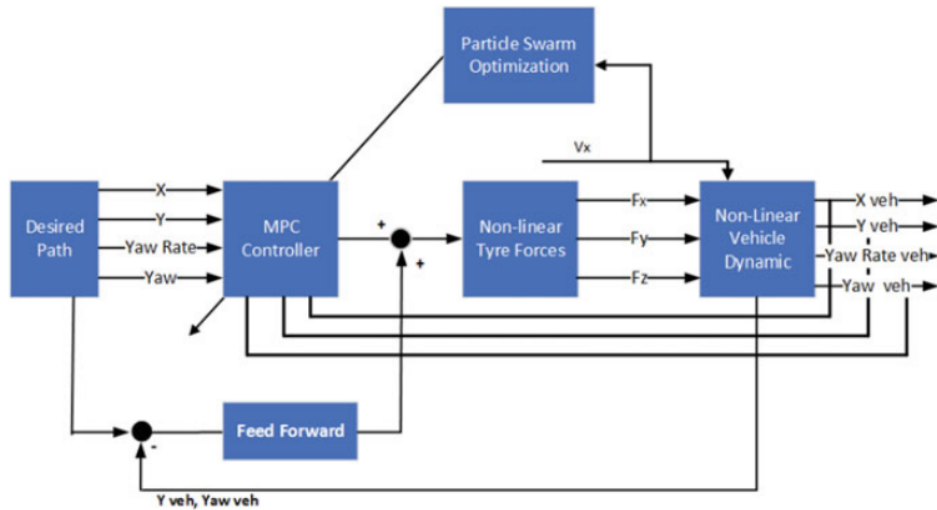 Particle Swarm
Optimization
Vx
Desired
Path
X
Y
Yaw Rate
Yaw
MPC
Controller
+
+
Non-linear
Tyre Forces
Fx
Fy
Fz
Non-Linear
Vehicle
Dynamic
X veh
Y veh
Yaw Rate veh
Yaw veh
Feed Forward
-
Y veh, Yaw veh